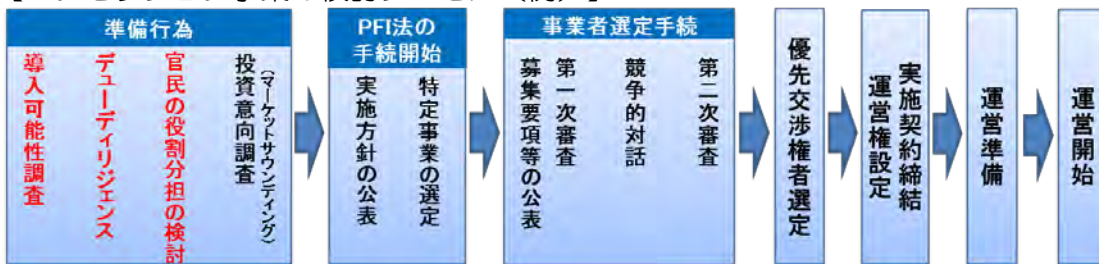 準備行為
導入可能性調査
デューディリジェンス
官民の役割分担の検討
投資意向調査
(マーケットサウンディング)
PFI法の
手続開始
実施方針の公表
特定事業の選定
事業者選定手続
募集要項等の公表
第一次審査
競争的対話
第二次審査
優先交渉権者選定
運営権設定
実施契約締結
運営準備
運営開始